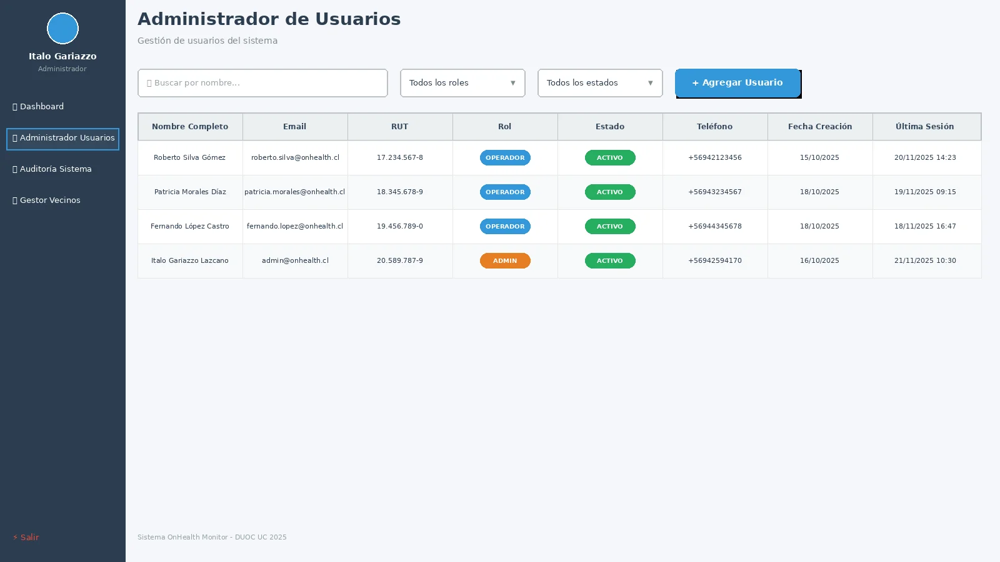 Italo Gariazzo
Administrador
Dashboard
Administrador Usuarios
Auditoría Sistema
Gestor Vecinos
⚡ Salir
Administrador de Usuarios
Gestión de usuarios del sistema
Buscar por nombre...
Todos los roles ▼
Todos los estados ▼
+ Agregar Usuario
Nombre Completo Email RUT Rol Estado Teléfono Fecha Creación Última Sesión
Roberto Silva Gómez roberto.silva@onhealth.cl 17.234.567-8 OPERADOR ACTIVO +56942123456 15/10/2025 20/11/2025 14:23
Patricia Morales Díaz patricia.morales@onhealth.cl 18.345.678-9 OPERADOR ACTIVO +56943234567 18/10/2025 19/11/2025 09:15
Fernando López Castro fernando.lopez@onhealth.cl 19.456.789-0 OPERADOR ACTIVO +56944345678 18/10/2025 18/11/2025 16:47
Italo Gariazzo Lazcano admin@onhealth.cl 20.589.787-9 ADMIN ACTIVO +56942594170 16/10/2025 21/11/2025 10:30
Sistema OnHealth Monitor - DUOC UC 2025